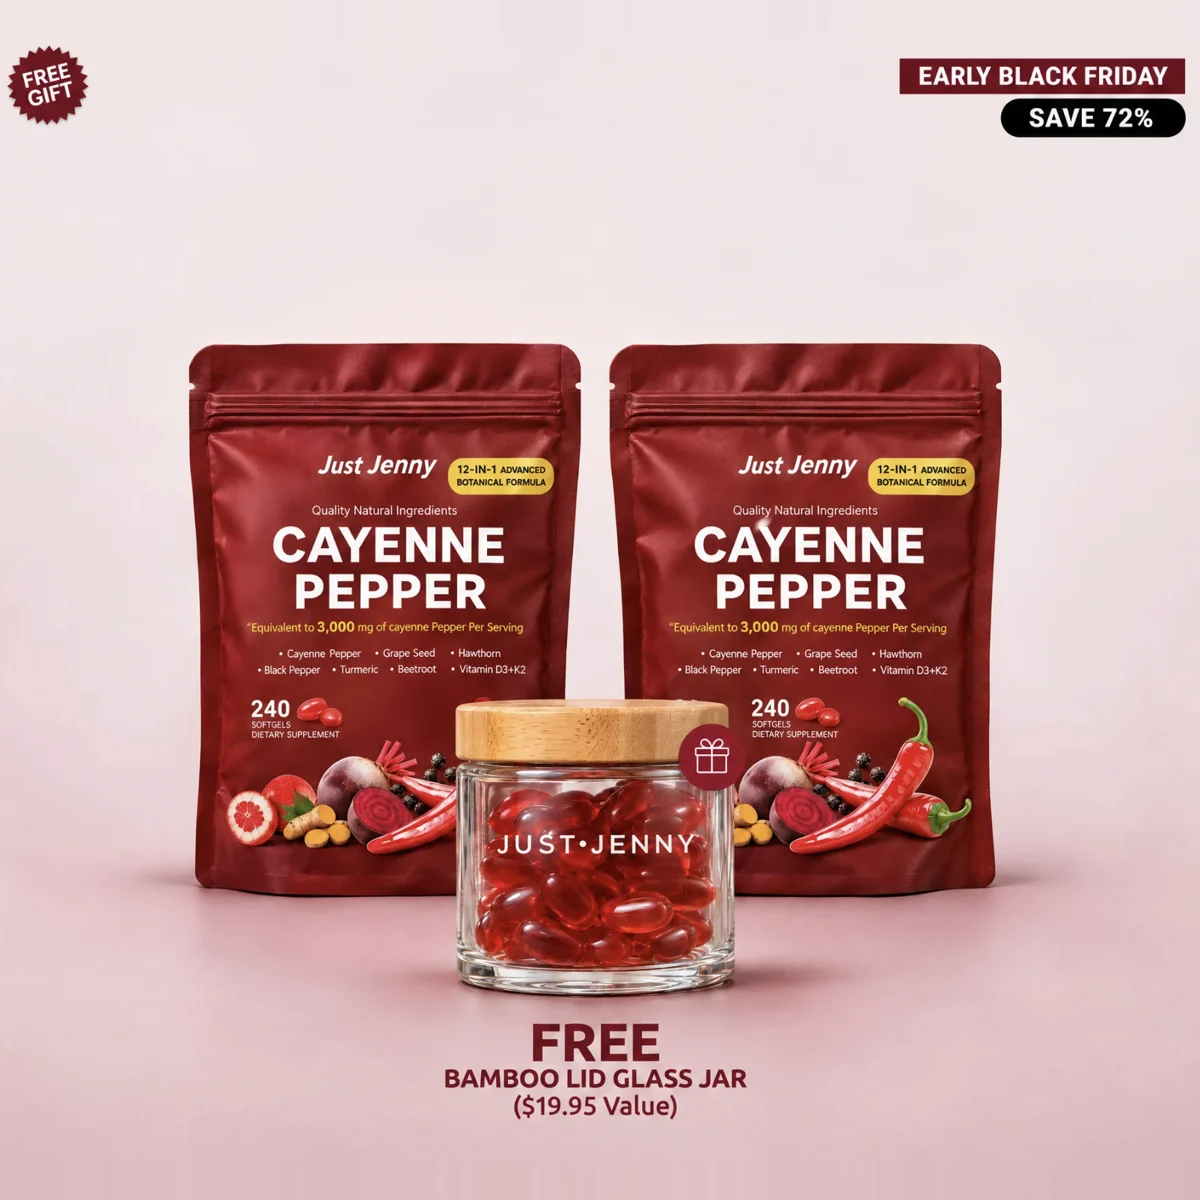 FREE
GIFT
EARLY BLACK FRIDAY
SAVE 72%
Just Jenny
12-IN-1 ADVANCED
BOTANICAL FORMULA
Quality Natural Ingredients
CAYENNE
PEPPER
*Equivalent to 3,000 mg of cayenne Pepper Per Serving
• Cayenne Pepper • Grape Seed • Hawthorn
• Black Pepper • Turmeric • Beetroot • Vitamin D3+K2
240
SOFTGELS
DIETARY SUPPLEMENT
Just Jenny
12-IN-1 ADVANCED
BOTANICAL FORMULA
Quality Natural Ingredients
CAYENNE
PEPPER
*Equivalent to 3,000 mg of cayenne Pepper Per Serving
• Cayenne Pepper • Grape Seed • Hawthorn
• Black Pepper • Turmeric • Beetroot • Vitamin D3+K2
240
SOFTGELS
DIETARY SUPPLEMENT
JUST•JENNY
FREE
BAMBOO LID GLASS JAR
($19.95 Value)